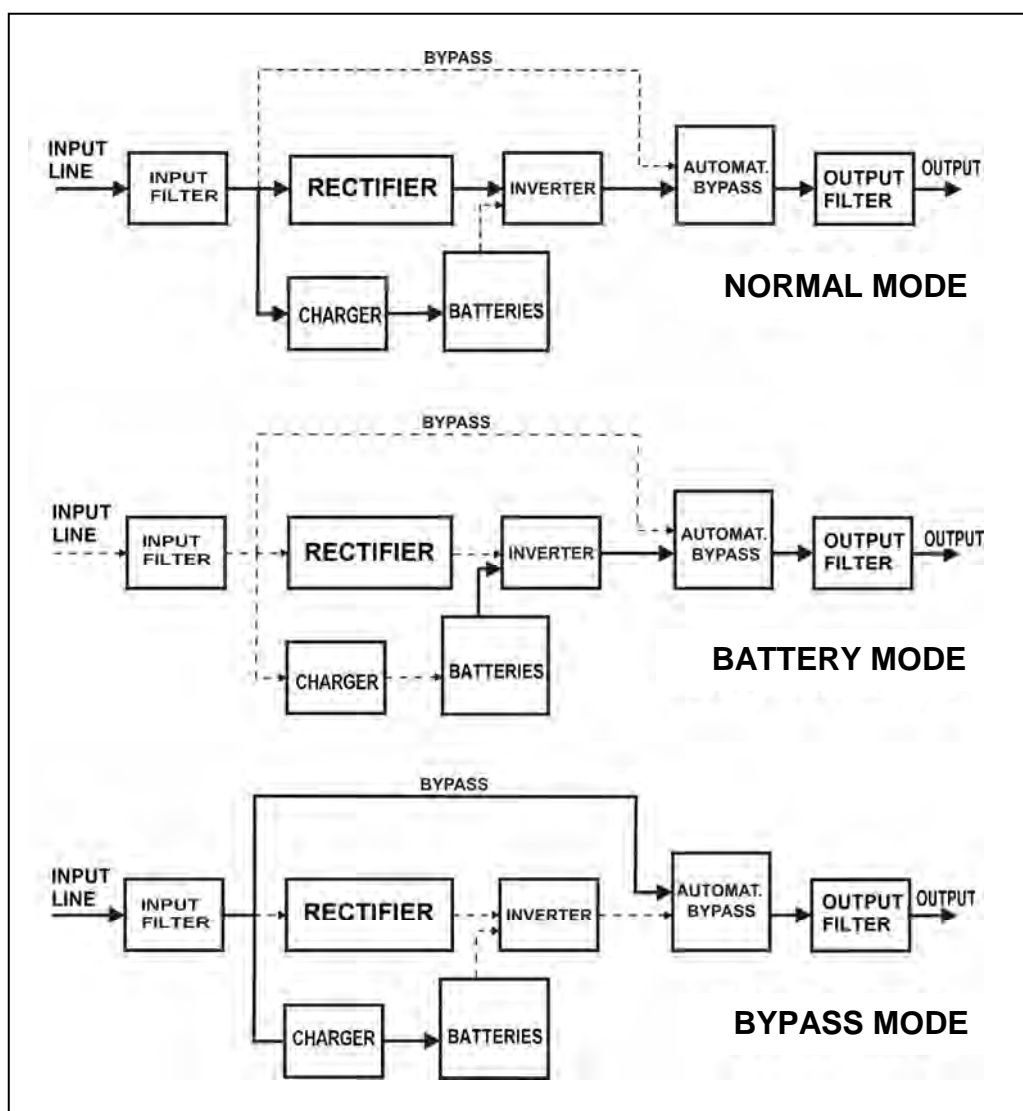 BYPASS
INPUT
LINE
INPUT
FILTER
RECTIFIER
INVERTER
AUTOMAT.
BYPASS
OUTPUT
FILTER
OUTPUT
CHARGER
BATTERIES
NORMAL MODE
BYPASS
INPUT
LINE
INPUT
FILTER
RECTIFIER
INVERTER
AUTOMAT.
BYPASS
OUTPUT
FILTER
OUTPUT
CHARGER
BATTERIES
BATTERY MODE
BYPASS
INPUT
LINE
INPUT
FILTER
RECTIFIER
INVERTER
AUTOMAT.
BYPASS
OUTPUT
FILTER
OUTPUT
CHARGER
BATTERIES
BYPASS MODE